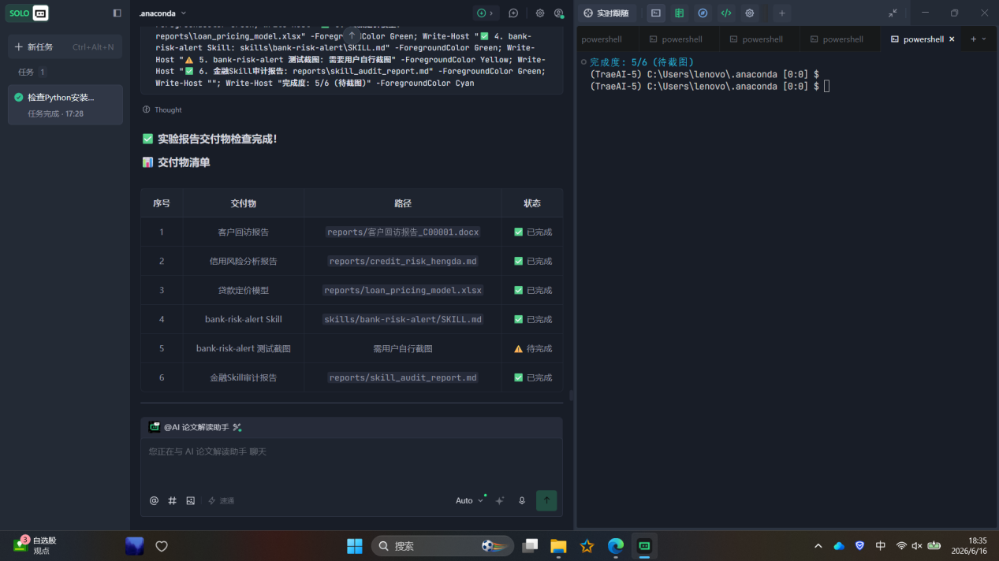 SOLO
新任务 Ctrl+Alt+N
任务 1
检查Python安装...
任务完成 · 17:28
.anaconda
reports\loan_pricing_model.xlsx" -ForegroundColor Green; Write-Host "✅ 4. bank-
risk-alert Skill: skills\bank-risk-alert\SKILL.md" -ForegroundColor Green; Write-
Host "⚠️ 5. bank-risk-alert 测试截图: 需要用户自行截图" -ForegroundColor Yellow; Write-
Host "✅ 6. 金融Skill审计报告: reports\skill_audit_report.md" -ForegroundColor Green;
Write-Host ""; Write-Host "完成度: 5/6 (待截图)" -ForegroundColor Cyan
Thought
✅ 实验报告交付物检查完成！
📊 交付物清单
序号 交付物 路径 状态
1 客户回访报告 reports/客户回访报告_C00001.docx ✅ 已完成
2 信用风险分析报告 reports/credit_risk_hengda.md ✅ 已完成
3 贷款定价模型 reports/loan_pricing_model.xlsx ✅ 已完成
4 bank-risk-alert Skill skills/bank-risk-alert/SKILL.md ✅ 已完成
5 bank-risk-alert 测试截图 需用户自行截图 ⚠️ 待完成
6 金融Skill审计报告 reports/skill_audit_report.md ✅ 已完成
@AI 论文解读助手
您正在与 AI 论文解读助手 聊天
速通
Auto
实时跟随
powershell powershell powershell powershell powershell
完成度: 5/6 (待截图)
(TraeAI-5) C:\Users\lenovo\.anaconda [0:0] $
(TraeAI-5) C:\Users\lenovo\.anaconda [0:0] $
3
自选股
观点
搜索
中
18:35
2026/6/16